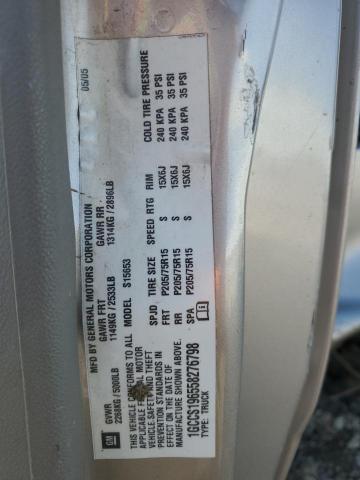 MFD BY GENERAL MOTORS CORPORATION 05/05
GVWR GAWR FRT GAWR RR
2268KG / 5000LB 1149KG / 2533LB 1314KG / 2896LB
GM
THIS VEHICLE CONFORMS TO ALL MODEL S15653
APPLICABLE FEDERAL MOTOR
VEHICLE SAFETY AND THEFT
PREVENTION STANDARDS IN
EFFECT ON THE DATE OF
MANUFACTURE SHOWN ABOVE.
1GCCS196558276798
TYPE: TRUCK
SPJD TIRE SIZE SPEED RTG RIM COLD TIRE PRESSURE
FRT P205/75R15 S 15X6J 240 KPA 35 PSI
RR P205/75R15 S 15X6J 240 KPA 35 PSI
SPA P205/75R15 S 15X6J 240 KPA 35 PSI